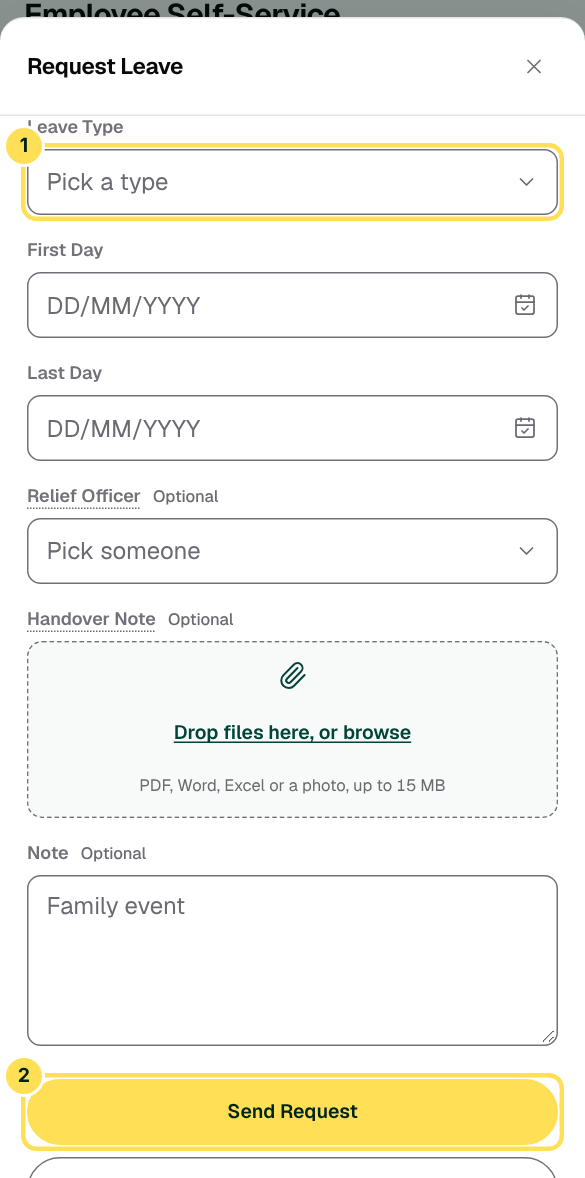 Employee Self-Service
Request Leave
Leave Type
1
Pick a type
First Day
DD/MM/YYYY
Last Day
DD/MM/YYYY
Relief Officer Optional
Pick someone
Handover Note Optional
Drop files here, or browse
PDF, Word, Excel or a photo, up to 15 MB
Note Optional
Family event
2
Send Request